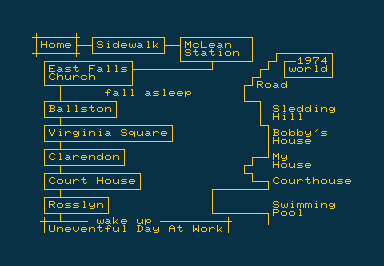 Home
Sidewalk
McLean
Station
1974
world
East Falls
Church
Road
fall asleep
Ballston
Sledding
Hill
Virginia Square
Bobby's
House
Clarendon
My
House
Court House
Courthouse
Rosslyn
Swimming
Pool
wake up
Uneventful Day At Work